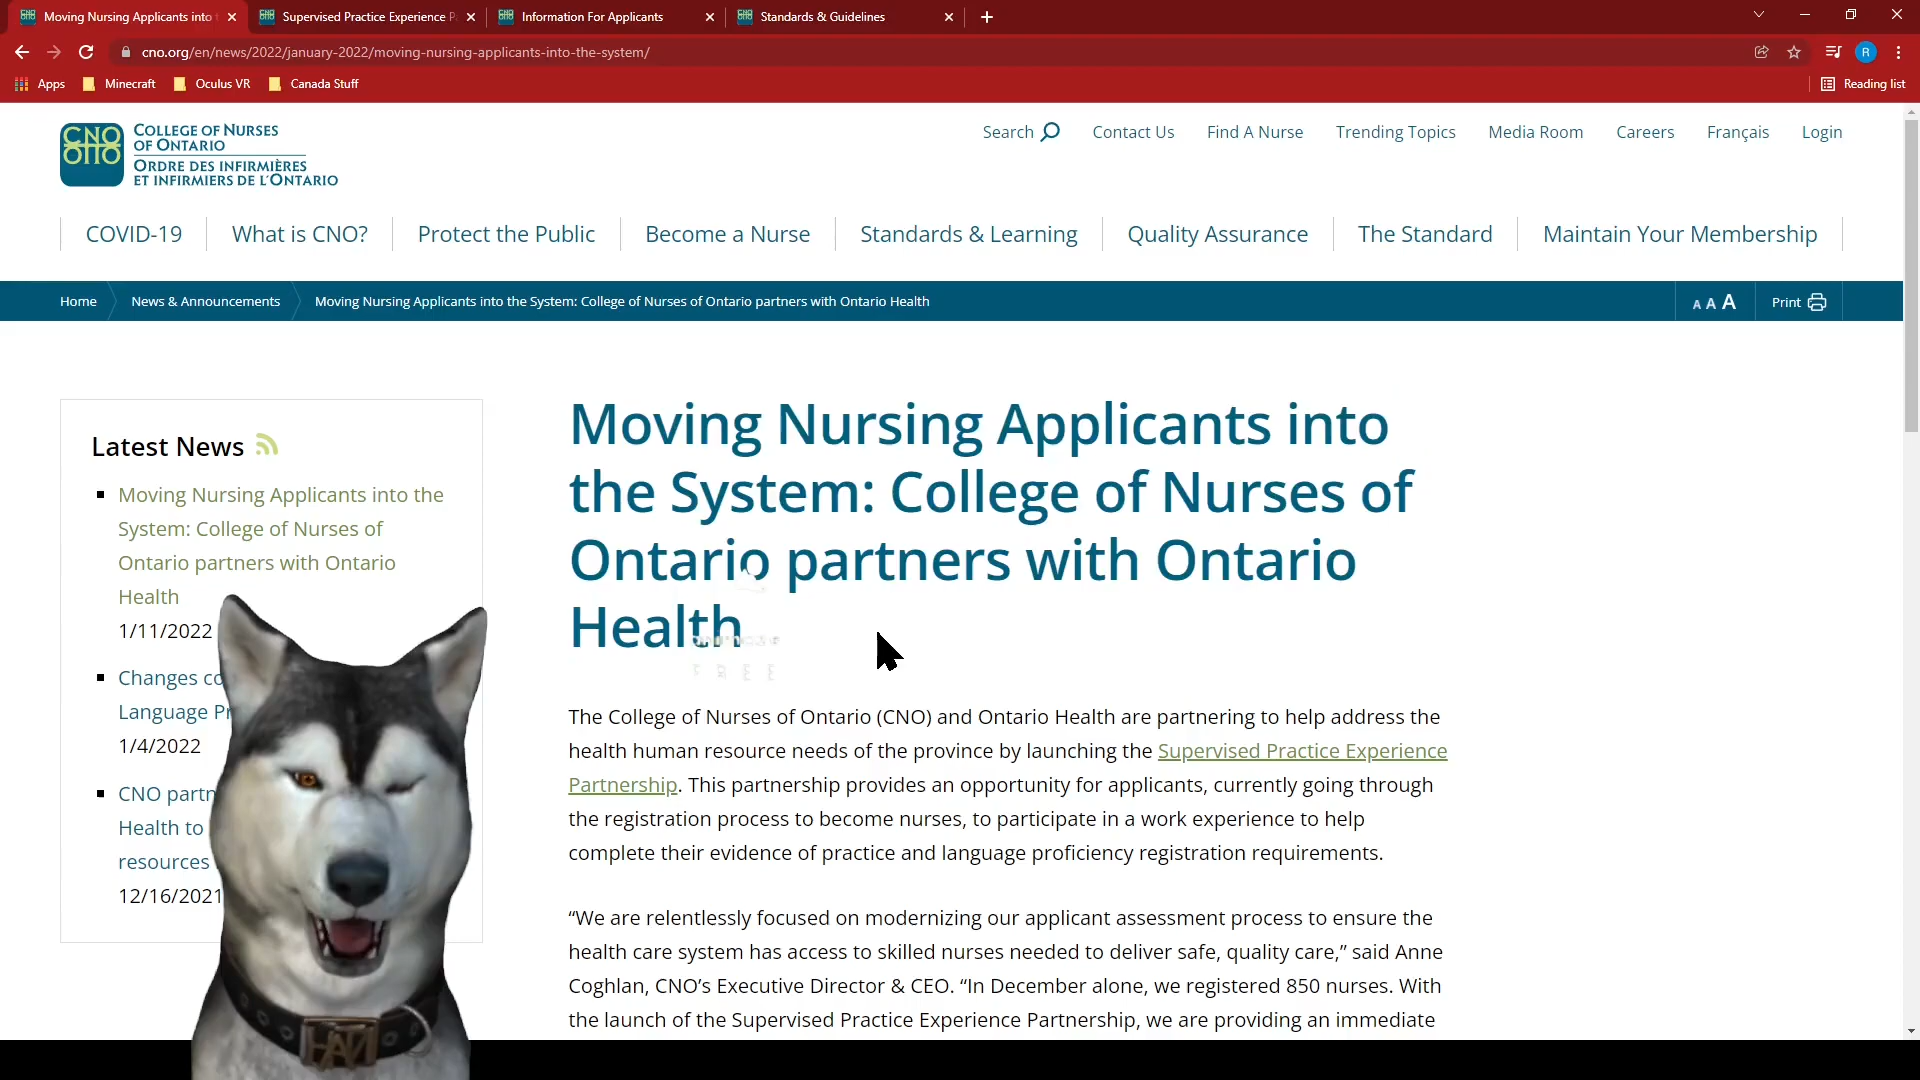 Moving Nursing Applicants into
Supervised Practice Experience P
Information For Applicants
Standards & Guidelines
cno.org/en/news/2022/january-2022/moving-nursing-applicants-into-the-system/
R
Apps
Minecraft
Oculus VR
Canada Stuff
Reading list
CNO
OIIO
COLLEGE OF NURSES
OF ONTARIO
ORDRE DES INFIRMIÈRES
ET INFIRMIERS DE L'ONTARIO
Search
Contact Us
Find A Nurse
Trending Topics
Media Room
Careers
Français
Login
COVID-19
What is CNO?
Protect the Public
Become a Nurse
Standards & Learning
Quality Assurance
The Standard
Maintain Your Membership
Home
News & Announcements
Moving Nursing Applicants into the System: College of Nurses of Ontario partners with Ontario Health
A A A
Print
Latest News
Moving Nursing Applicants into the
System: College of Nurses of
Ontario partners with Ontario
Health
1/11/2022
Changes co
Language Pr
1/4/2022
CNO partn
Health to
resources
12/16/2021
Moving Nursing Applicants into
the System: College of Nurses of
Ontario partners with Ontario
Health
The College of Nurses of Ontario (CNO) and Ontario Health are partnering to help address the
health human resource needs of the province by launching the Supervised Practice Experience
Partnership. This partnership provides an opportunity for applicants, currently going through
the registration process to become nurses, to participate in a work experience to help
complete their evidence of practice and language proficiency registration requirements.
“We are relentlessly focused on modernizing our applicant assessment process to ensure the
health care system has access to skilled nurses needed to deliver safe, quality care,” said Anne
Coghlan, CNO’s Executive Director & CEO. “In December alone, we registered 850 nurses. With
the launch of the Supervised Practice Experience Partnership, we are providing an immediate